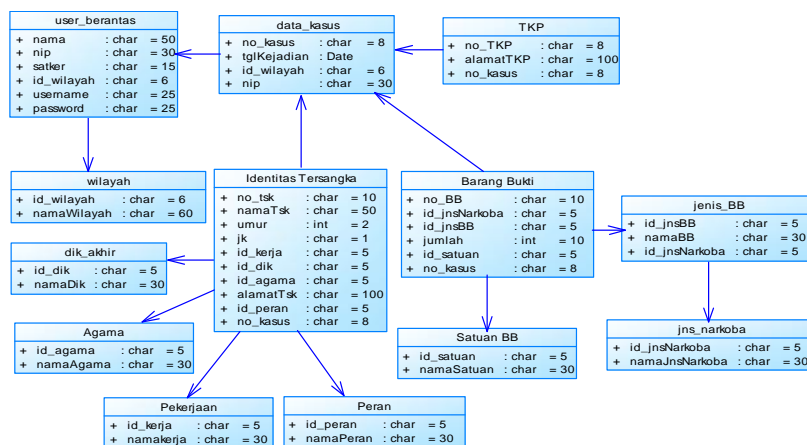 user_berantas
+ nama : char = 50
+ nip : char = 30
+ satker : char = 15
+ id_wilayah : char = 6
+ username : char = 25
+ password : char = 25
data_kasus
+ no_kasus : char = 8
+ tglKejadian : Date
+ id_wilayah : char = 6
+ nip : char = 30
TKP
+ no_TKP : char = 8
+ alamatTKP : char = 100
+ no_kasus : char = 8
wilayah
+ id_wilayah : char = 6
+ namaWilayah : char = 60
Identitas Tersangka
+ no_tsk : char = 10
+ namaTsk : char = 50
+ umur : int = 2
+ jk : char = 1
+ id_kerja : char = 5
+ id_dik : char = 5
+ id_agama : char = 5
+ alamatTsk : char = 100
+ id_peran : char = 5
+ no_kasus : char = 8
Barang Bukti
+ no_BB : char = 10
+ id_jnsNarkoba : char = 5
+ id_jnsBB : char = 5
+ jumlah : int = 10
+ id_satuan : char = 5
+ no_kasus : char = 8
jenis_BB
+ id_jnsBB : char = 5
+ namaBB : char = 30
+ id_jnsNarkoba : char = 5
dik_akhir
+ id_dik : char = 5
+ namaDik : char = 30
Agama
+ id_agama : char = 5
+ namaAgama : char = 30
Satuan BB
+ id_satuan : char = 5
+ namaSatuan : char = 30
jns_narkoba
+ id_jnsNarkoba : char = 5
+ namaJnsNarkoba : char = 30
Pekerjaan
+ id_kerja : char = 5
+ namakerja : char = 30
Peran
+ id_peran : char = 5
+ namaPeran : char = 30